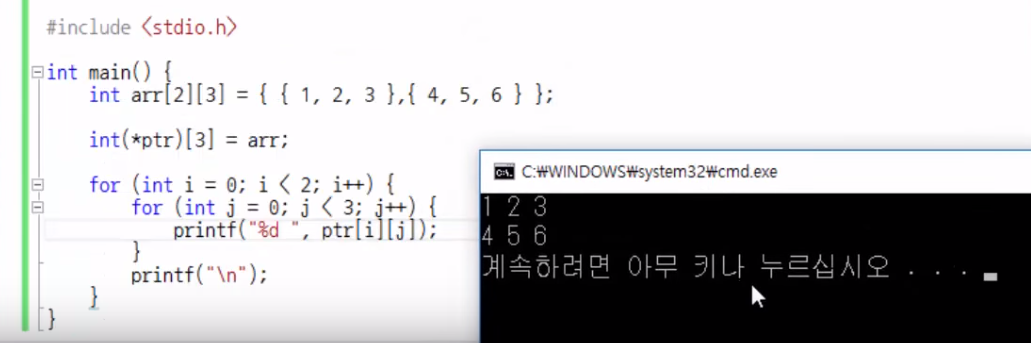 #include <stdio.h>
int main() {
int arr[2][3] = { { 1, 2, 3 },{ 4, 5, 6 } };
int(*ptr)[3] = arr;
for (int i = 0; i < 2; i++) {
for (int j = 0; j < 3; j++) {
printf("%d ", ptr[i][j]);
}
printf("\n");
}
}
C:₩WINDOWS₩system32₩cmd.exe
1 2 3
4 5 6
계속하려면 아무 키나 누르십시오 . . .